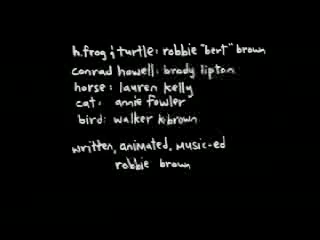 h.frog & turtle: robbie "bert" brown
conrad howell: brody lipton
horse: lauren kelly
cat: annie fowler
bird: walker k. brown
written, animated, music-ed
robbie brown